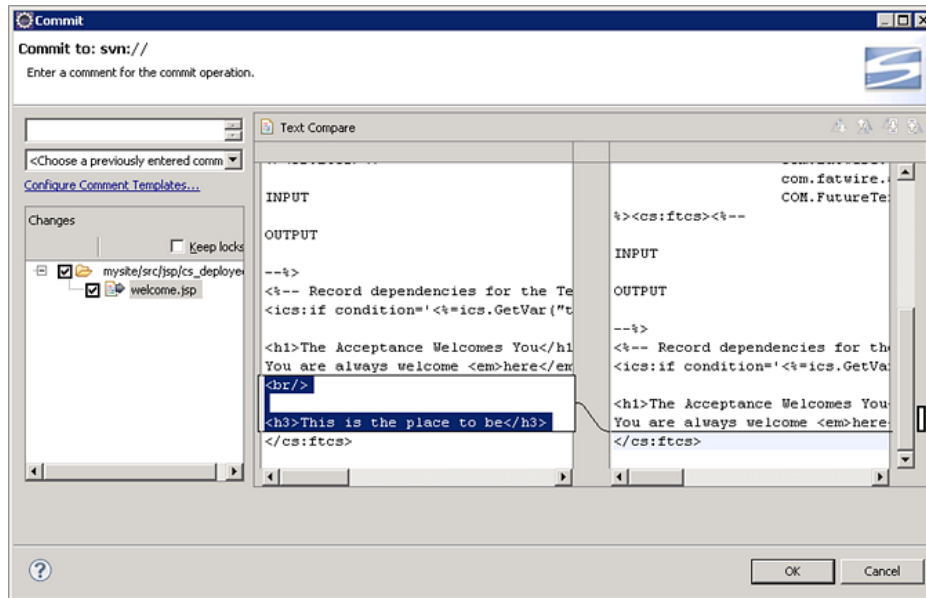 Commit
Commit to: svn://
Enter a comment for the commit operation.
Text Compare
<Choose a previously entered comm
Configure Comment Templates...
Changes
Keep locks
mysite/src/jsp/cs_deploye
welcome.jsp
INPUT
OUTPUT
--%>
<%-- Record dependencies for the Te
<ics:if condition='<%=ics.GetVar("t
<h1>The Acceptance Welcomes You</h1
You are always welcome <em>here</em
<br/>
<h3>This is the place to be</h3>
</cs:ftcs>
com.fatwire.
COM.FutureTe
%><cs:ftcs><%--
INPUT
OUTPUT
--%>
<%-- Record dependencies for the
<ics:if condition='<%=ics.GetVa
<h1>The Acceptance Welcomes You
You are always welcome <em>here
</cs:ftcs>
OK
Cancel